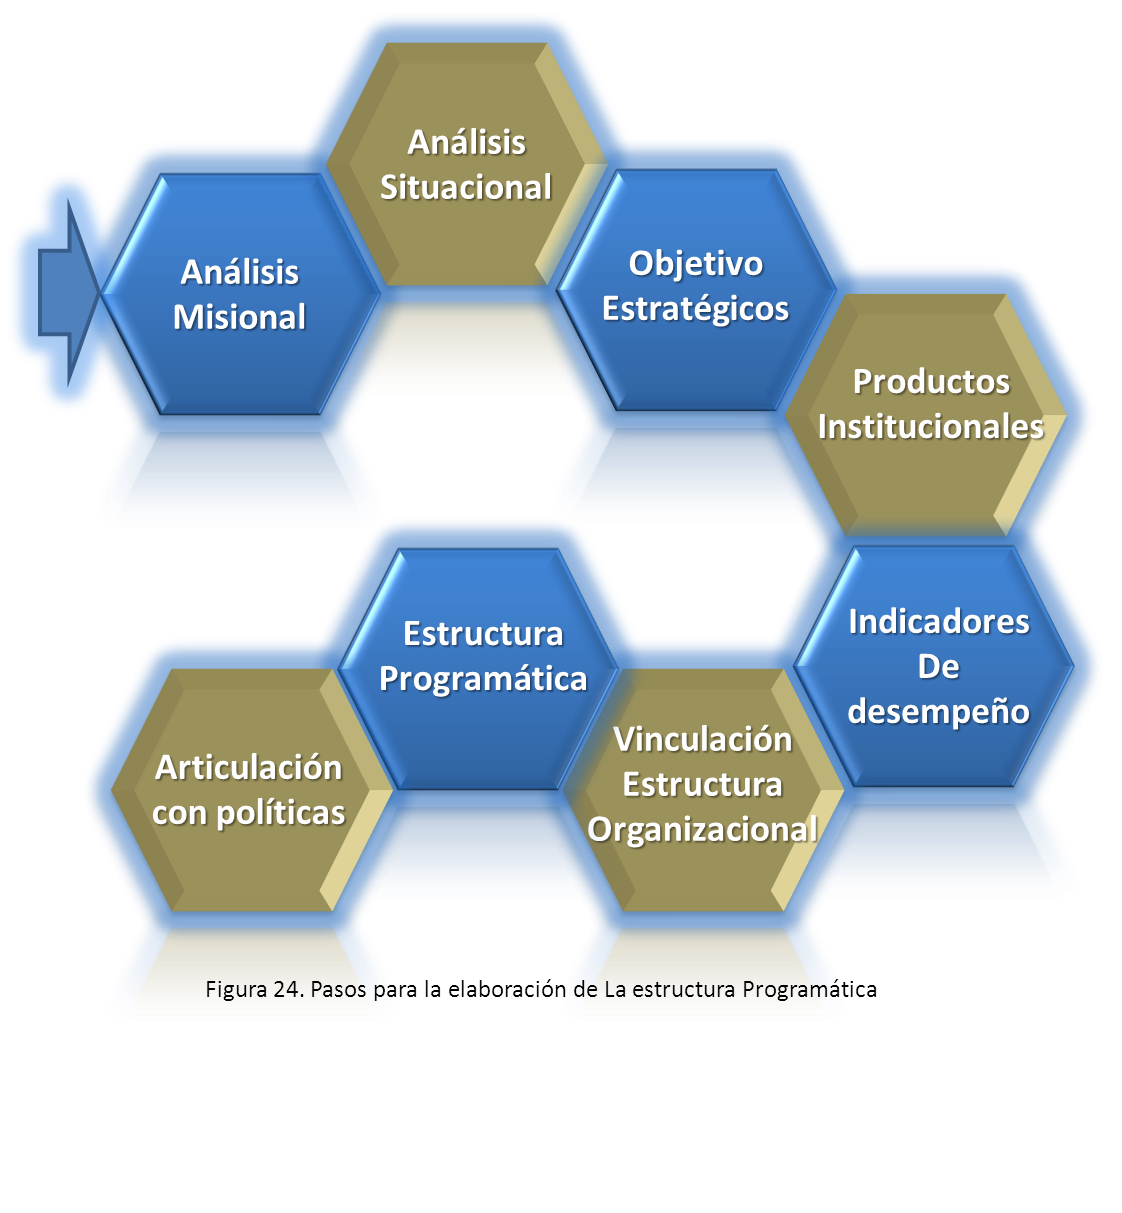 Análisis
Misional
Análisis
Situacional
Objetivo
Estratégicos
Productos
Institucionales
Indicadores
De
desempeño
Vinculación
Estructura
Organizacional
Estructura
Programática
Articulación
con políticas
Figura 24. Pasos para la elaboración de La estructura Programática